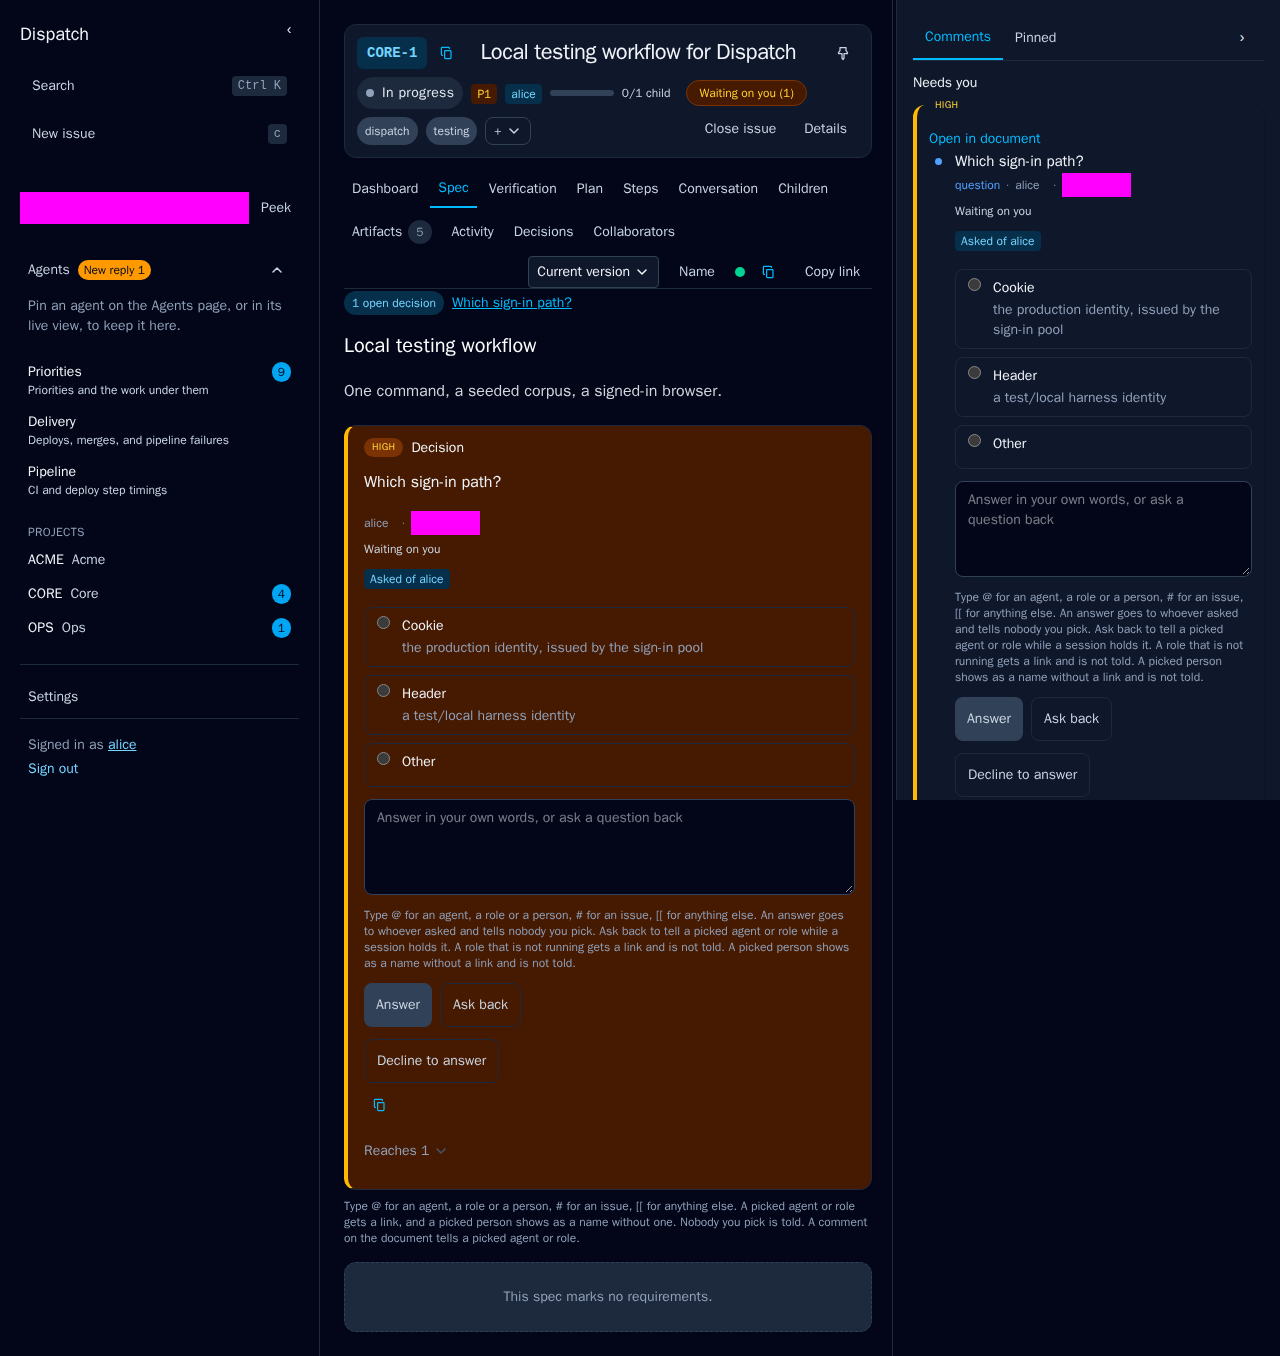 Dispatch
Search
Ctrl K
New issue
C
Peek
Agents
New reply 1
Pin an agent on the Agents page, or in its
live view, to keep it here.
Priorities
9
Priorities and the work under them
Delivery
Deploys, merges, and pipeline failures
Pipeline
CI and deploy step timings
PROJECTS
ACME Acme
CORE Core
4
OPS Ops
1
Settings
Signed in as alice
Sign out
CORE-1
Local testing workflow for Dispatch
In progress
P1
alice
0/1 child
Waiting on you (1)
dispatch
testing
+
Close issue
Details
Dashboard
Spec
Verification
Plan
Steps
Conversation
Children
Artifacts 5
Activity
Decisions
Collaborators
Current version
Name
Copy link
1 open decision
Which sign-in path?
Local testing workflow
One command, a seeded corpus, a signed-in browser.
HIGH
Decision
Which sign-in path?
alice ·
Waiting on you
Asked of alice
Cookie
the production identity, issued by the sign-in pool
Header
a test/local harness identity
Other
Answer in your own words, or ask a question back
Type @ for an agent, a role or a person, # for an issue, [[ for anything else. An answer goes
to whoever asked and tells nobody you pick. Ask back to tell a picked agent or role while a
session holds it. A role that is not running gets a link and is not told. A picked person shows
as a name without a link and is not told.
Answer
Ask back
Decline to answer
Reaches 1
Type @ for an agent, a role or a person, # for an issue, [[ for anything else. A picked agent or role
gets a link, and a picked person shows as a name without one. Nobody you pick is told. A comment
on the document tells a picked agent or role.
This spec marks no requirements.
Comments
Pinned
Needs you
HIGH
Open in document
Which sign-in path?
question · alice ·
Waiting on you
Asked of alice
Cookie
the production identity, issued by the
sign-in pool
Header
a test/local harness identity
Other
Answer in your own words, or ask a
question back
Type @ for an agent, a role or a person, # for an issue,
[[ for anything else. An answer goes to whoever asked
and tells nobody you pick. Ask back to tell a picked
agent or role while a session holds it. A role that is not
running gets a link and is not told. A picked person
shows as a name without a link and is not told.
Answer
Ask back
Decline to answer